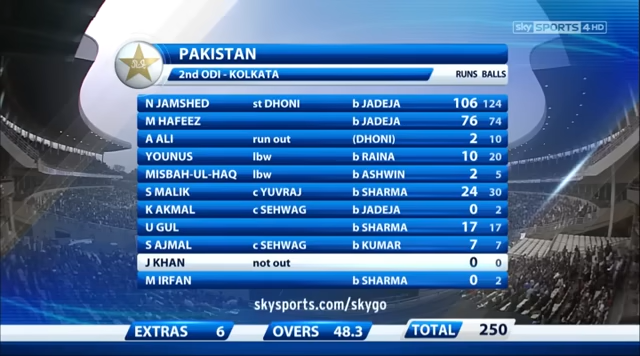 sky SPORTS 4 HD
PAKISTAN
2nd ODI - KOLKATA RUNS BALLS
N JAMSHED st DHONI b JADEJA 106 124
M HAFEEZ b JADEJA 76 74
A ALI run out (DHONI) 2 10
YOUNUS lbw b RAINA 10 20
MISBAH-UL-HAQ lbw b ASHWIN 2 5
S MALIK c YUVRAJ b SHARMA 24 30
K AKMAL c SEHWAG b JADEJA 0 2
U GUL b SHARMA 17 17
S AJMAL c SEHWAG b KUMAR 7 7
J KHAN not out 0 0
M IRFAN b SHARMA 0 2
skysports.com/skygo
EXTRAS 6 OVERS 48.3 TOTAL 250